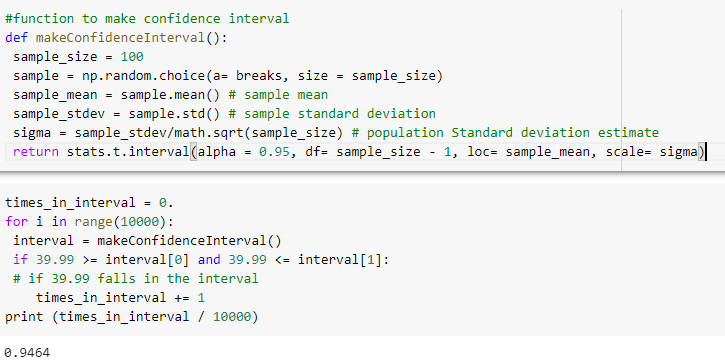 #function to make confidence interval
def makeConfidenceInterval():
 sample_size = 100
 sample = np.random.choice(a= breaks, size = sample_size)
 sample_mean = sample.mean() # sample mean
 sample_stdev = sample.std() # sample standard deviation
 sigma = sample_stdev/math.sqrt(sample_size) # population Standard deviation estimate
 return stats.t.interval(alpha = 0.95, df= sample_size - 1, loc= sample_mean, scale= sigma)
times_in_interval = 0.
for i in range(10000):
 interval = makeConfidenceInterval()
 if 39.99 >= interval[0] and 39.99 <= interval[1]:
 # if 39.99 falls in the interval
    times_in_interval += 1
print (times_in_interval / 10000)
0.9464